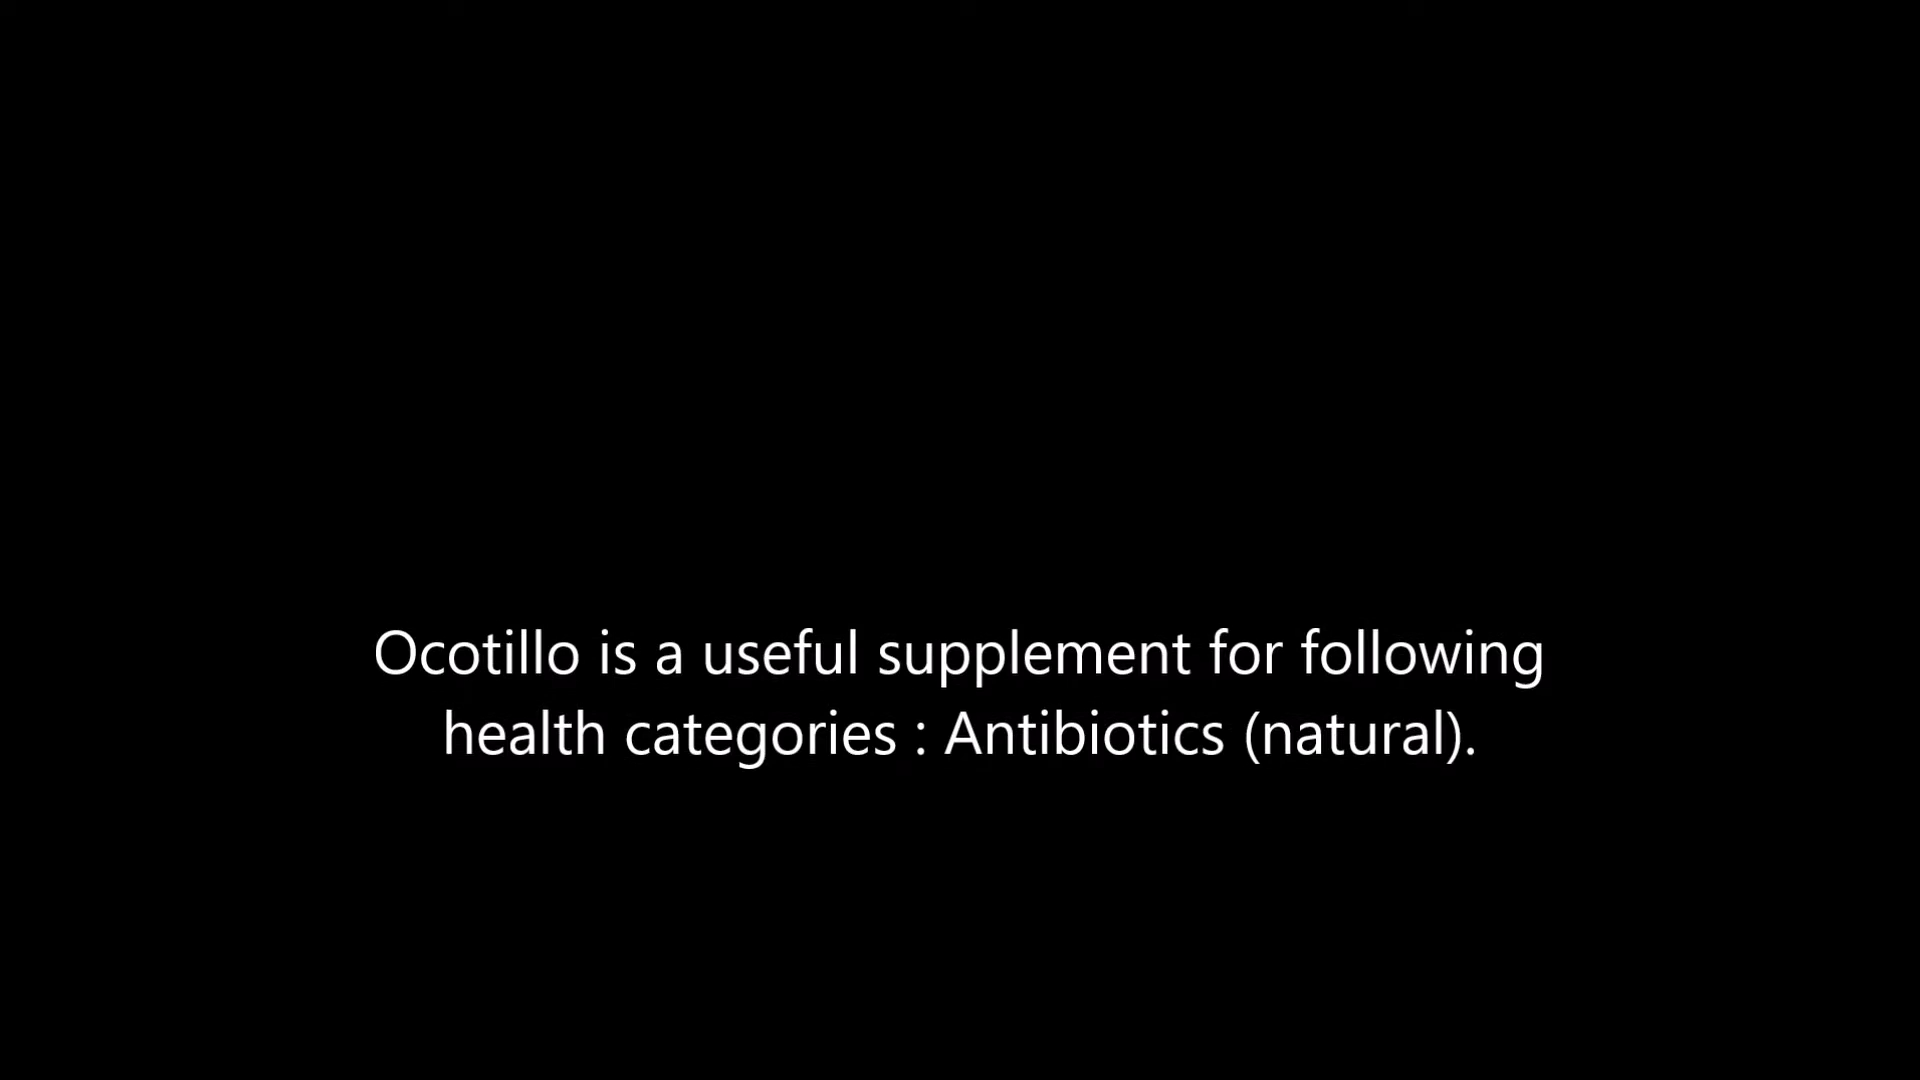 Ocotillo is a useful supplement for following
health categories : Antibiotics (natural).